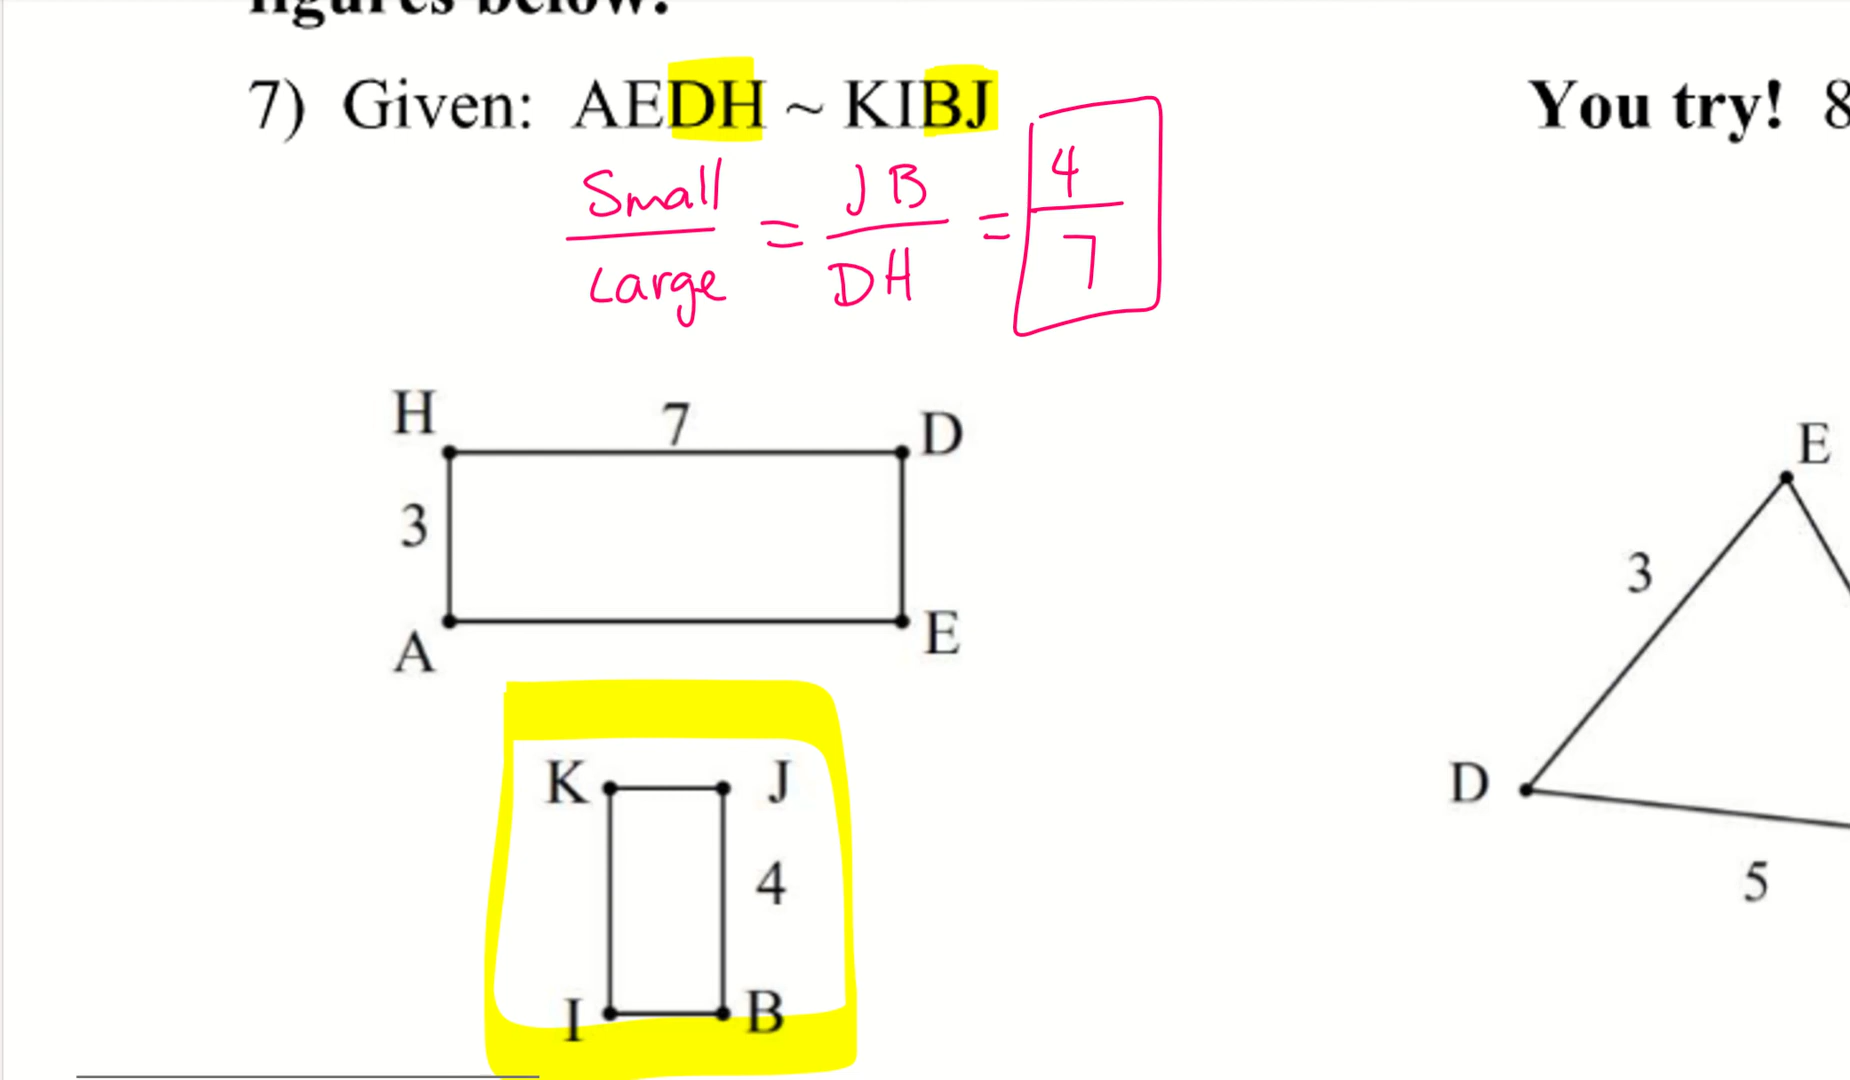 figures below.
7) Given: AEDH ~ KIBJ
You try! 8
Small / Large = JB / DH = 4 / 7
H 7 D
3
A E
K J
4
I B
E
3
D
5